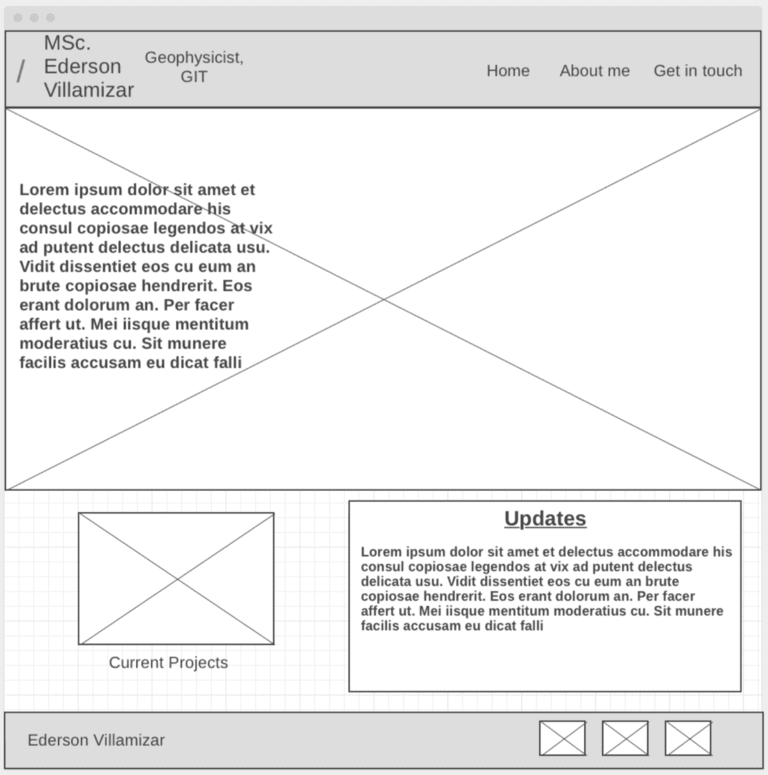 /
MSc.
Ederson
Villamizar
Geophysicist,
GIT
Home
About me
Get in touch
Lorem ipsum dolor sit amet et
delectus accommodare his
consul copiosae legendos at vix
ad putent delectus delicata usu.
Vidit dissentiet eos cu eum an
brute copiosae hendrerit. Eos
erant dolorum an. Per facer
affert ut. Mei iisque mentitum
moderatius cu. Sit munere
facilis accusam eu dicat falli
Current Projects
Updates
Lorem ipsum dolor sit amet et delectus accommodare his
consul copiosae legendos at vix ad putent delectus
delicata usu. Vidit dissentiet eos cu eum an brute
copiosae hendrerit. Eos erant dolorum an. Per facer
affert ut. Mei iisque mentitum moderatius cu. Sit munere
facilis accusam eu dicat falli
Ederson Villamizar